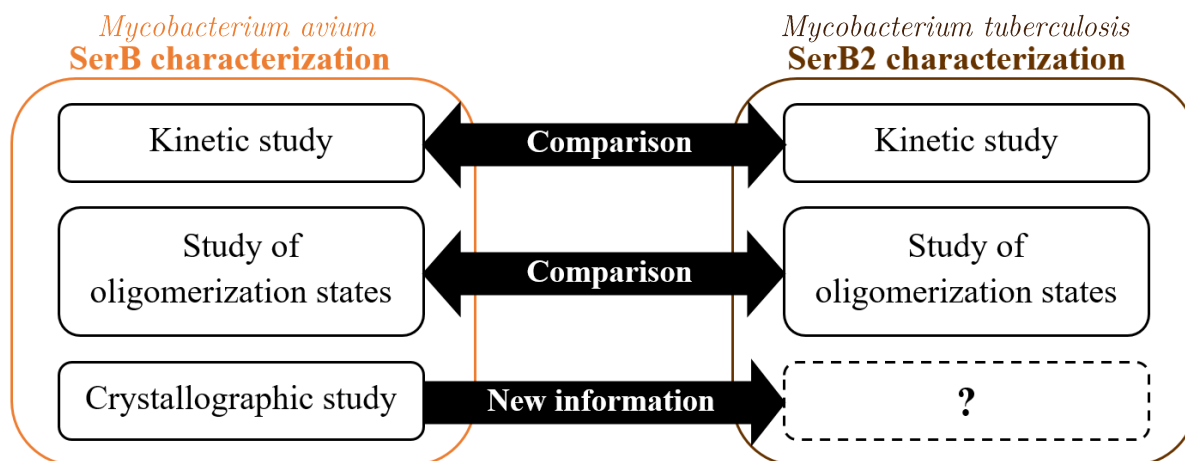 Mycobacterium avium
SerB characterization
Kinetic study
Study of
oligomerization states
Crystallographic study
Comparison
Comparison
New information
Mycobacterium tuberculosis
SerB2 characterization
Kinetic study
Study of
oligomerization states
?